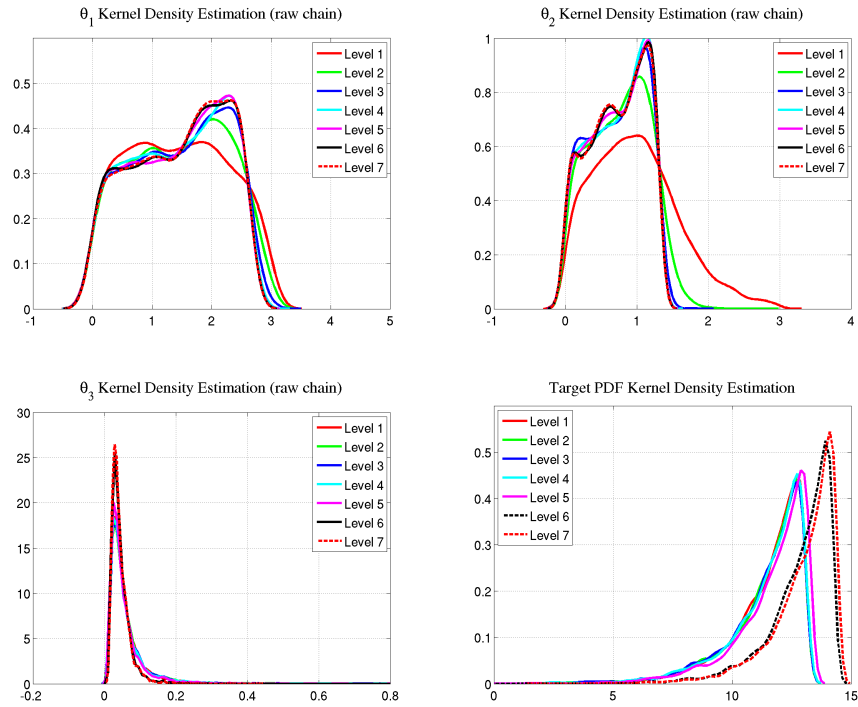 θ1 Kernel Density Estimation (raw chain)
0.5
0.4
0.3
0.2
0.1
0
-1
0
1
2
3
4
5
Level 1
Level 2
Level 3
Level 4
Level 5
Level 6
Level 7
θ2 Kernel Density Estimation (raw chain)
1
0.8
0.6
0.4
0.2
0
-1
0
1
2
3
4
Level 1
Level 2
Level 3
Level 4
Level 5
Level 6
Level 7
θ3 Kernel Density Estimation (raw chain)
30
25
20
15
10
5
0
-0.2
0
0.2
0.4
0.6
0.8
Level 1
Level 2
Level 3
Level 4
Level 5
Level 6
Level 7
Target PDF Kernel Density Estimation
0.5
0.4
0.3
0.2
0.1
0
0
5
10
15
Level 1
Level 2
Level 3
Level 4
Level 5
Level 6
Level 7